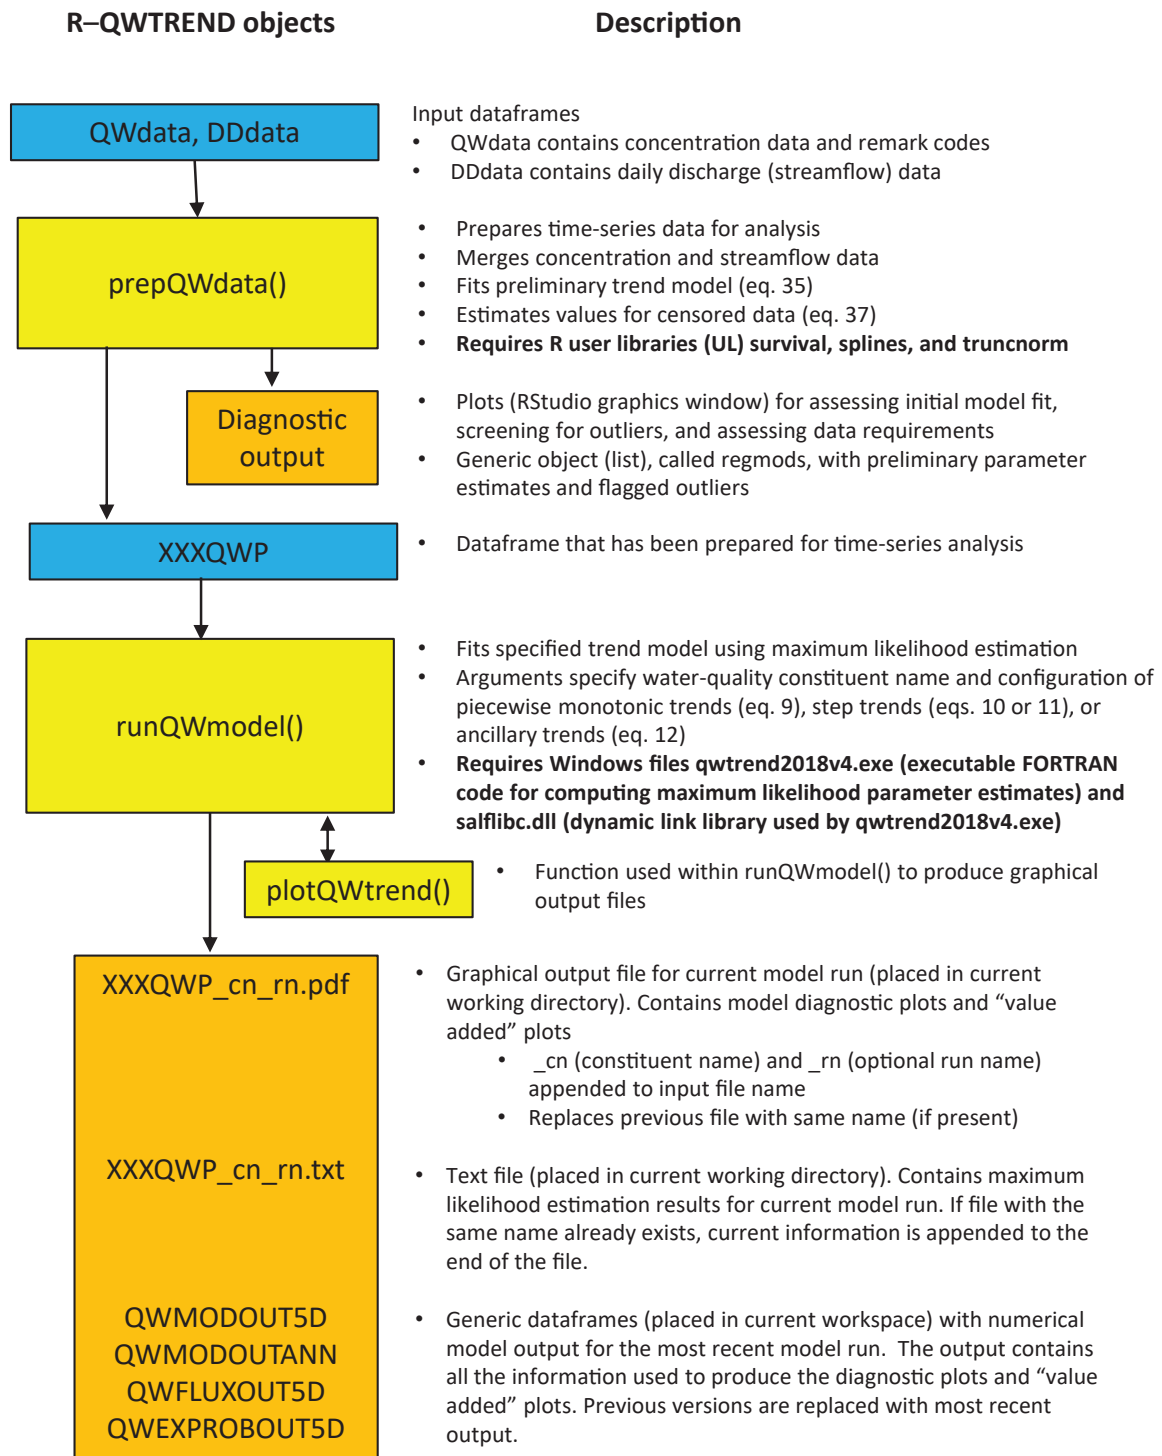 R–QWTREND objects
Description
QWdata, DDdata
Input dataframes
• QWdata contains concentration data and remark codes
• DDdata contains daily discharge (streamflow) data
prepQWdata()
• Prepares time-series data for analysis
• Merges concentration and streamflow data
• Fits preliminary trend model (eq. 35)
• Estimates values for censored data (eq. 37)
• Requires R user libraries (UL) survival, splines, and truncnorm
Diagnostic
output
• Plots (RStudio graphics window) for assessing initial model fit,
screening for outliers, and assessing data requirements
• Generic object (list), called regmods, with preliminary parameter
estimates and flagged outliers
XXXQWP
• Dataframe that has been prepared for time-series analysis
runQWmodel()
• Fits specified trend model using maximum likelihood estimation
• Arguments specify water-quality constituent name and configuration of
piecewise monotonic trends (eq. 9), step trends (eqs. 10 or 11), or
ancillary trends (eq. 12)
• Requires Windows files qwtrend2018v4.exe (executable FORTRAN
code for computing maximum likelihood parameter estimates) and
salflibc.dll (dynamic link library used by qwtrend2018v4.exe)
plotQWtrend()
• Function used within runQWmodel() to produce graphical
output files
XXXQWP_cn_rn.pdf
• Graphical output file for current model run (placed in current
working directory). Contains model diagnostic plots and “value
added” plots
• _cn (constituent name) and _rn (optional run name)
appended to input file name
• Replaces previous file with same name (if present)
XXXQWP_cn_rn.txt
• Text file (placed in current working directory). Contains maximum
likelihood estimation results for current model run. If file with the
same name already exists, current information is appended to the
end of the file.
QWMODOUT5D
QWMODOUTANN
QWFLUXOUT5D
QWEXPROBOUT5D
• Generic dataframes (placed in current workspace) with numerical
model output for the most recent model run. The output contains
all the information used to produce the diagnostic plots and “value
added” plots. Previous versions are replaced with most recent
output.